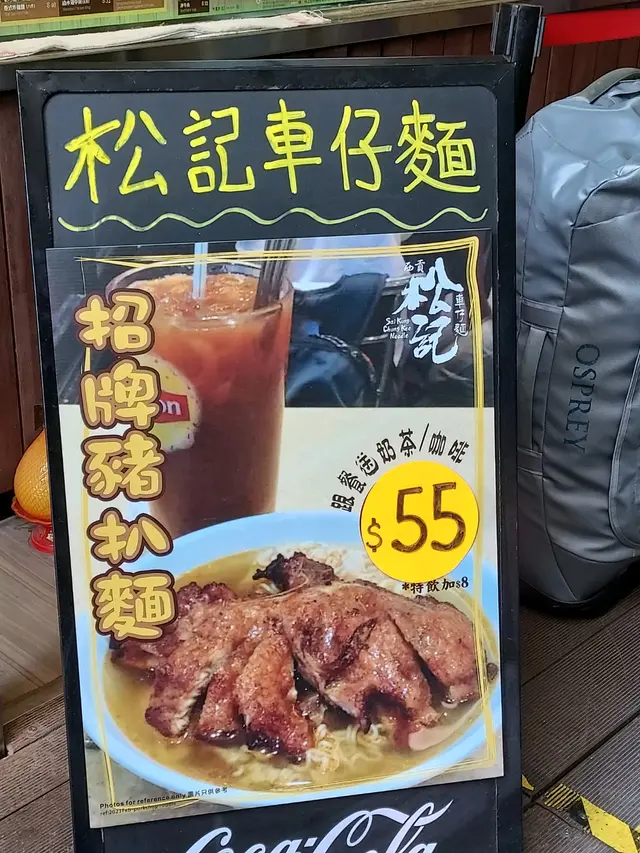 松記車仔麵
西貢
松記
車仔麵
Sai Kung
Chung Kee
Noodle
招牌豬扒麵
on
跟餐送奶茶/咖啡
$55
*特飲加$8
OSPREY
Photos for reference only 圖片只供參考
Coca-Cola